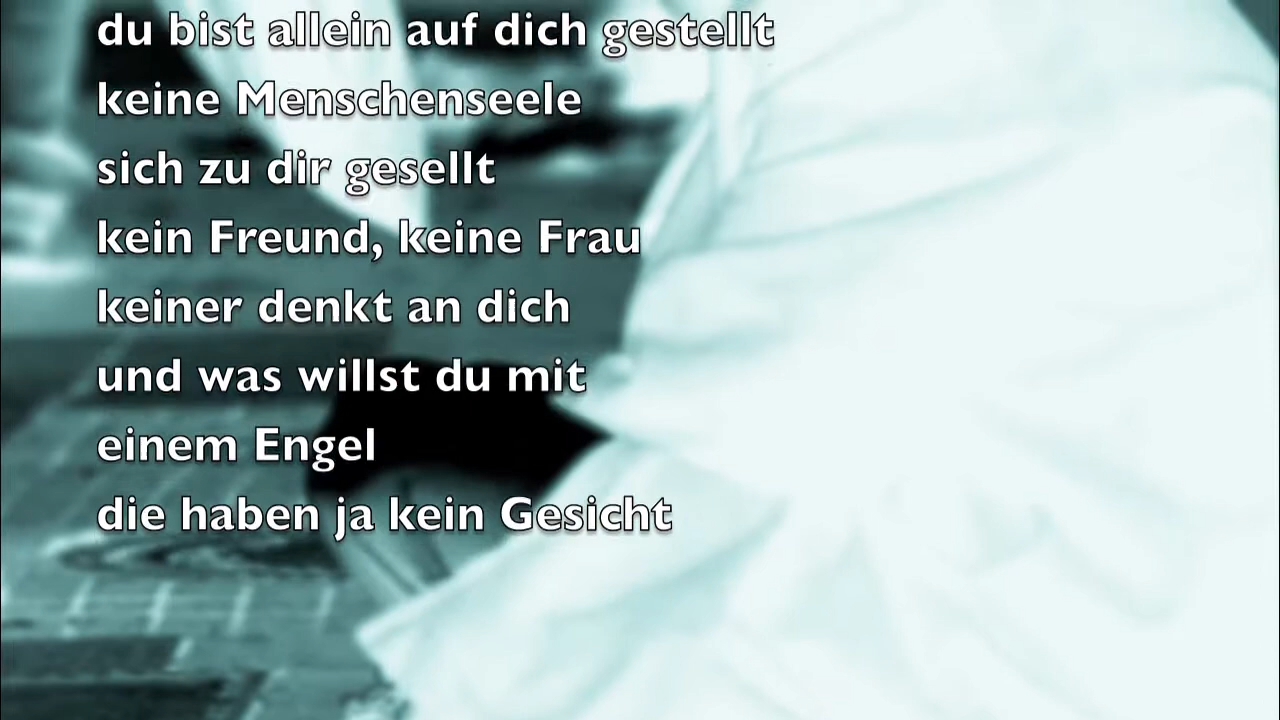 du bist allein auf dich gestellt
keine Menschenseele
sich zu dir gesellt
kein Freund, keine Frau
keiner denkt an dich
und was willst du mit
einem Engel
die haben ja kein Gesicht